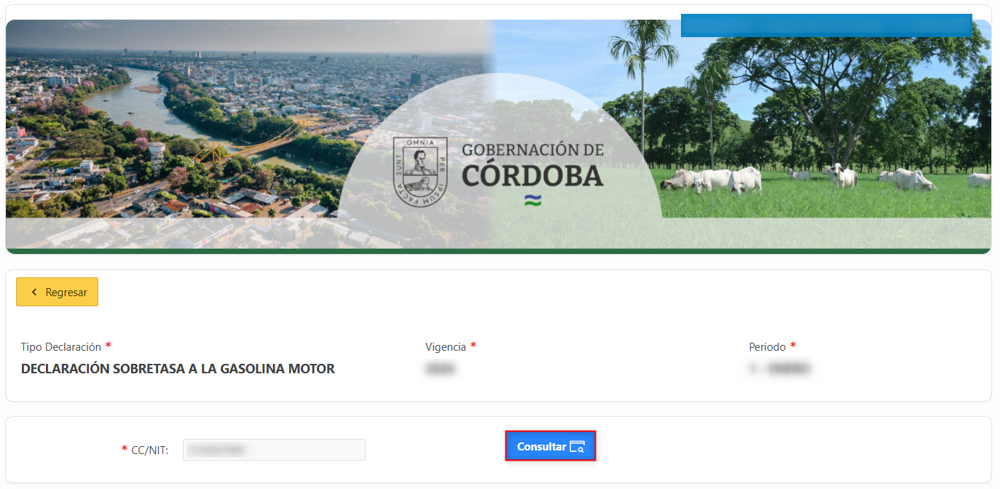 OMNIA
PER
IPSUM
FACTA
SUNT
GOBERNACIÓN DE
CÓRDOBA
Regresar
Tipo Declaración *
Vigencia *
Periodo *
DECLARACIÓN SOBRETASA A LA GASOLINA MOTOR
* CC/NIT:
Consultar